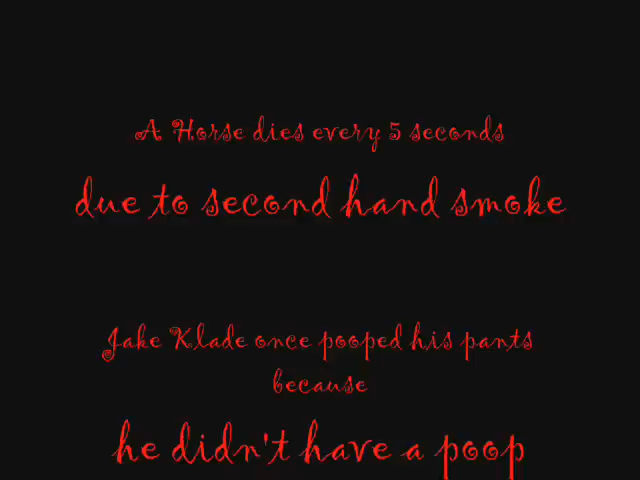 A Horse dies every 5 seconds
due to second hand smoke
Jake Klade once pooped his pants
because
he didn't have a poop